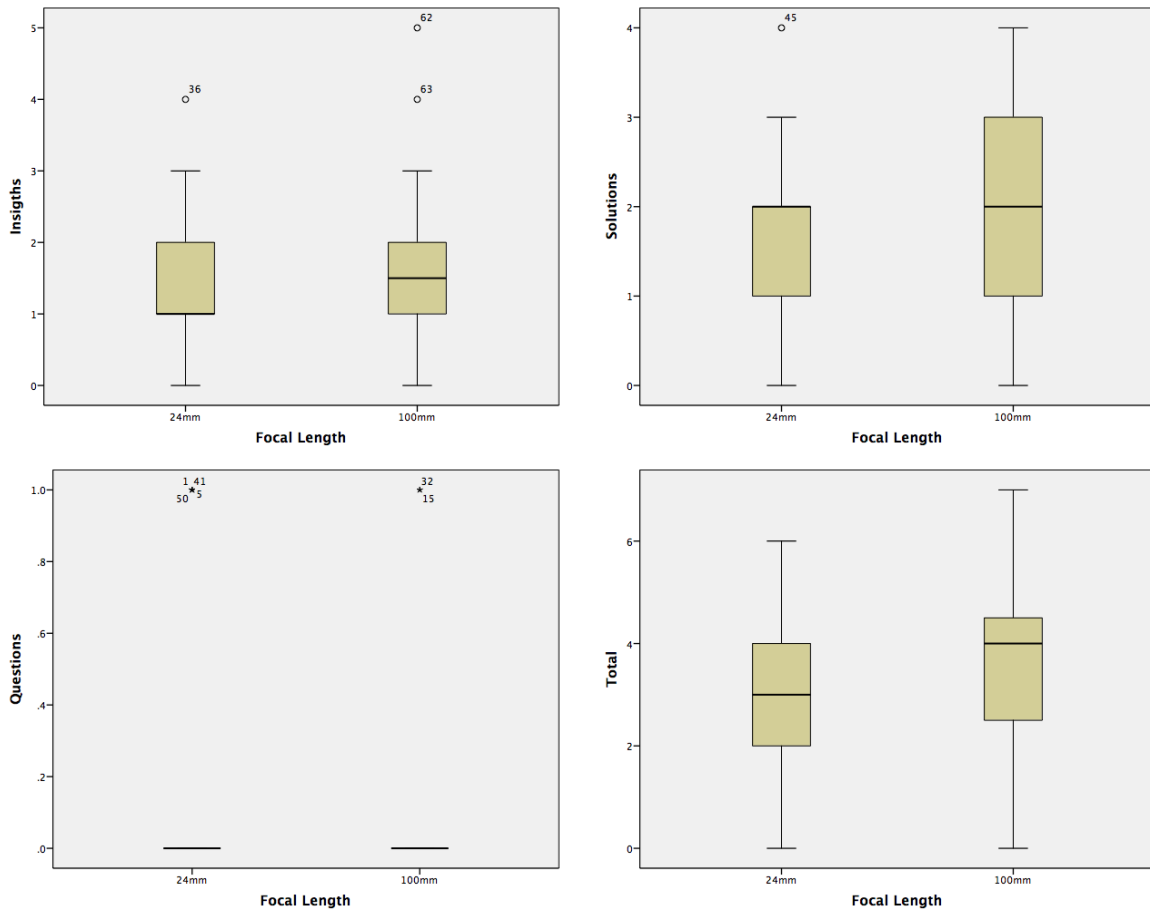 Insigths
5
4
3
2
1
0
62
36
63
24mm
100mm
Focal Length
Solutions
4
3
2
1
0
45
24mm
100mm
Focal Length
Questions
1.0
.8
.6
.4
.2
.0
1 41
50 5
32
15
24mm
100mm
Focal Length
Total
6
4
2
0
24mm
100mm
Focal Length